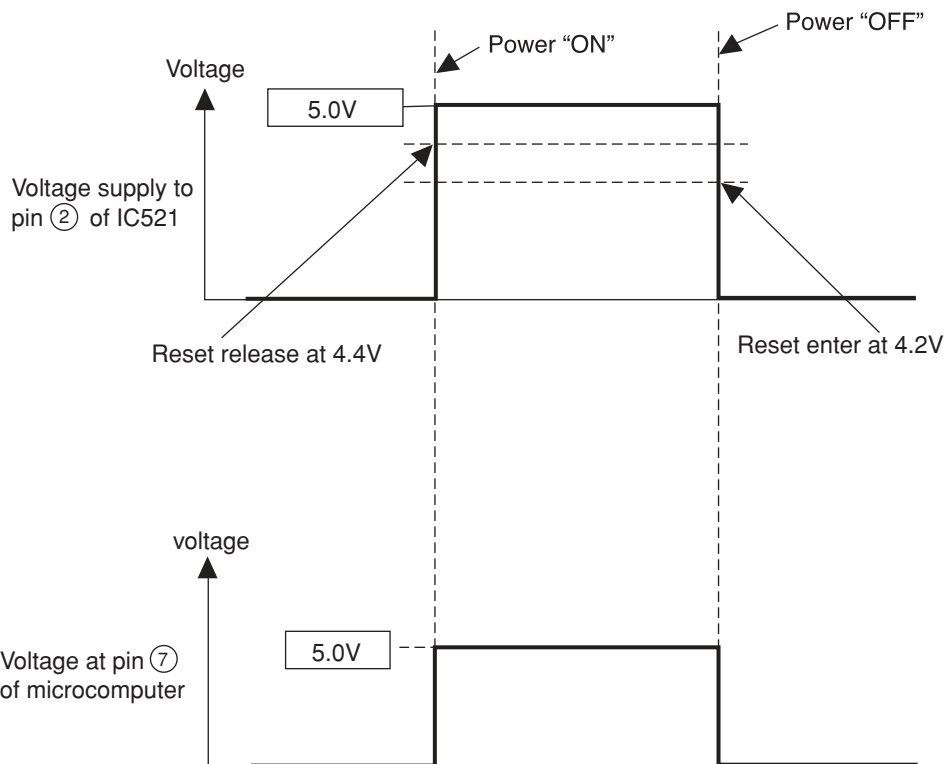 Power “OFF”
Power “ON”
Voltage
5.0V
Voltage supply to
pin ② of IC521
Reset release at 4.4V
Reset enter at 4.2V
voltage
5.0V
Voltage at pin ⑦
of microcomputer